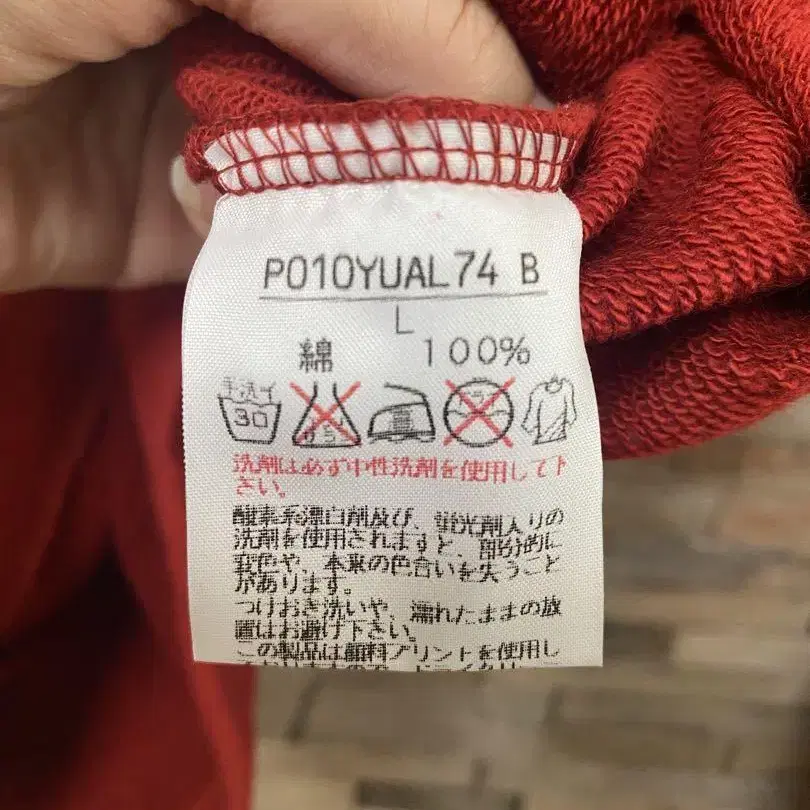 P010YUAL74 B
L
綿 100%
手洗イ
30
洗剤は必ず中性洗剤を使用して下
さい。
酸素系漂白剤及び、蛍光剤入りの
洗剤を使用されますと、部分的に
我色や、本来の色合いを失うこと
があります。
つけおき洗いや、濡れたままの放
置はお避け下さい。
この製品は顔料プリントを使用し